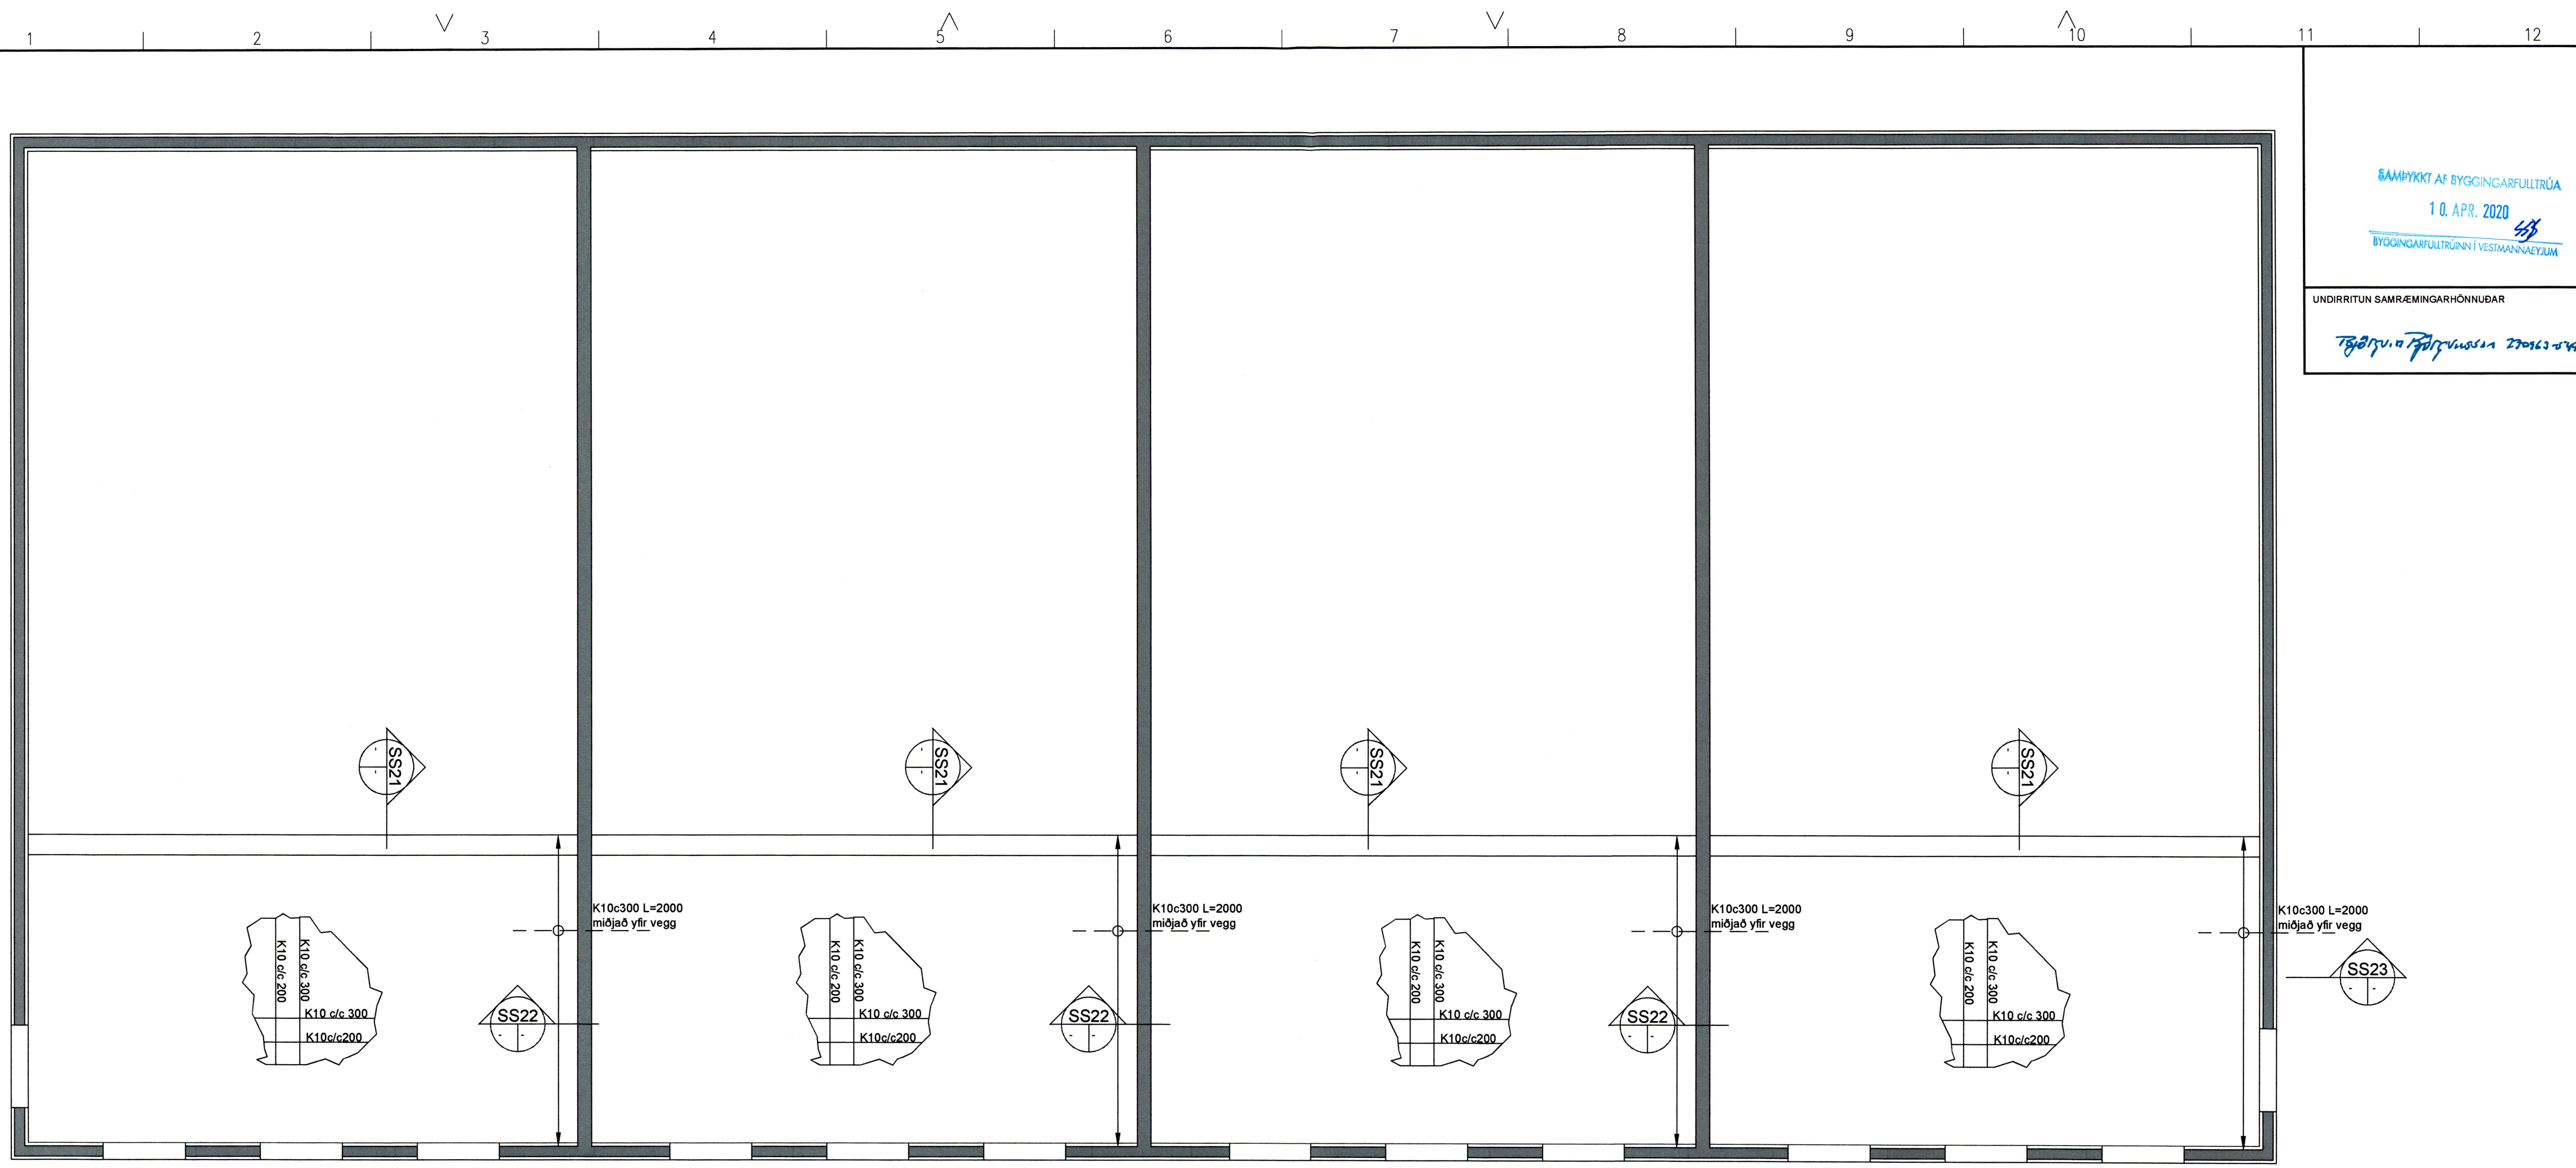 1 2 3 4 5 6 7 8 9 10 11 12
SAMÞYKKT AF BYGGINGARFULLTRÚA
10. APR. 2020
BYGGINGARFULLTRÚINN Í VESTMANNAEYJUM
UNDIRRITUN SAMRÆMINGARHÖNNUÐAR
SS21
SS21
SS21
SS21
K10 c/c 200
K10 c/c 300
K10 c/c 300
K10c/c200
SS22
K10c300 L=2000
miðjað yfir vegg
K10 c/c 200
K10 c/c 300
K10 c/c 300
K10c/c200
SS22
K10c300 L=2000
miðjað yfir vegg
K10 c/c 200
K10 c/c 300
K10 c/c 300
K10c/c200
SS22
K10c300 L=2000
miðjað yfir vegg
K10 c/c 200
K10 c/c 300
K10 c/c 300
K10c/c200
K10c300 L=2000
miðjað yfir vegg
SS23